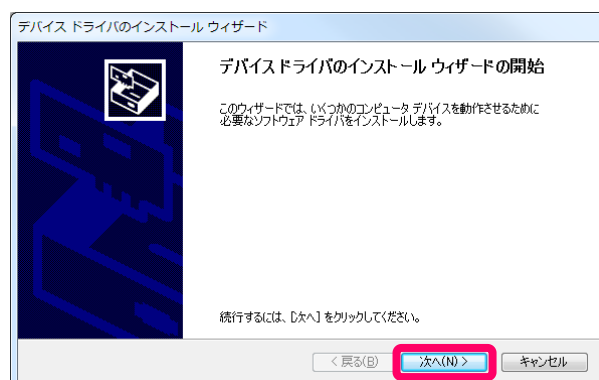 デバイス ドライバのインストール ウィザード
デバイス ドライバのインストール ウィザードの開始
このウィザードでは、いくつかのコンピュータ デバイスを動作させるために
必要なソフトウェア ドライバをインストールします。
続行するには、[次へ] をクリックしてください。
< 戻る(B)
次へ(N) >
キャンセル